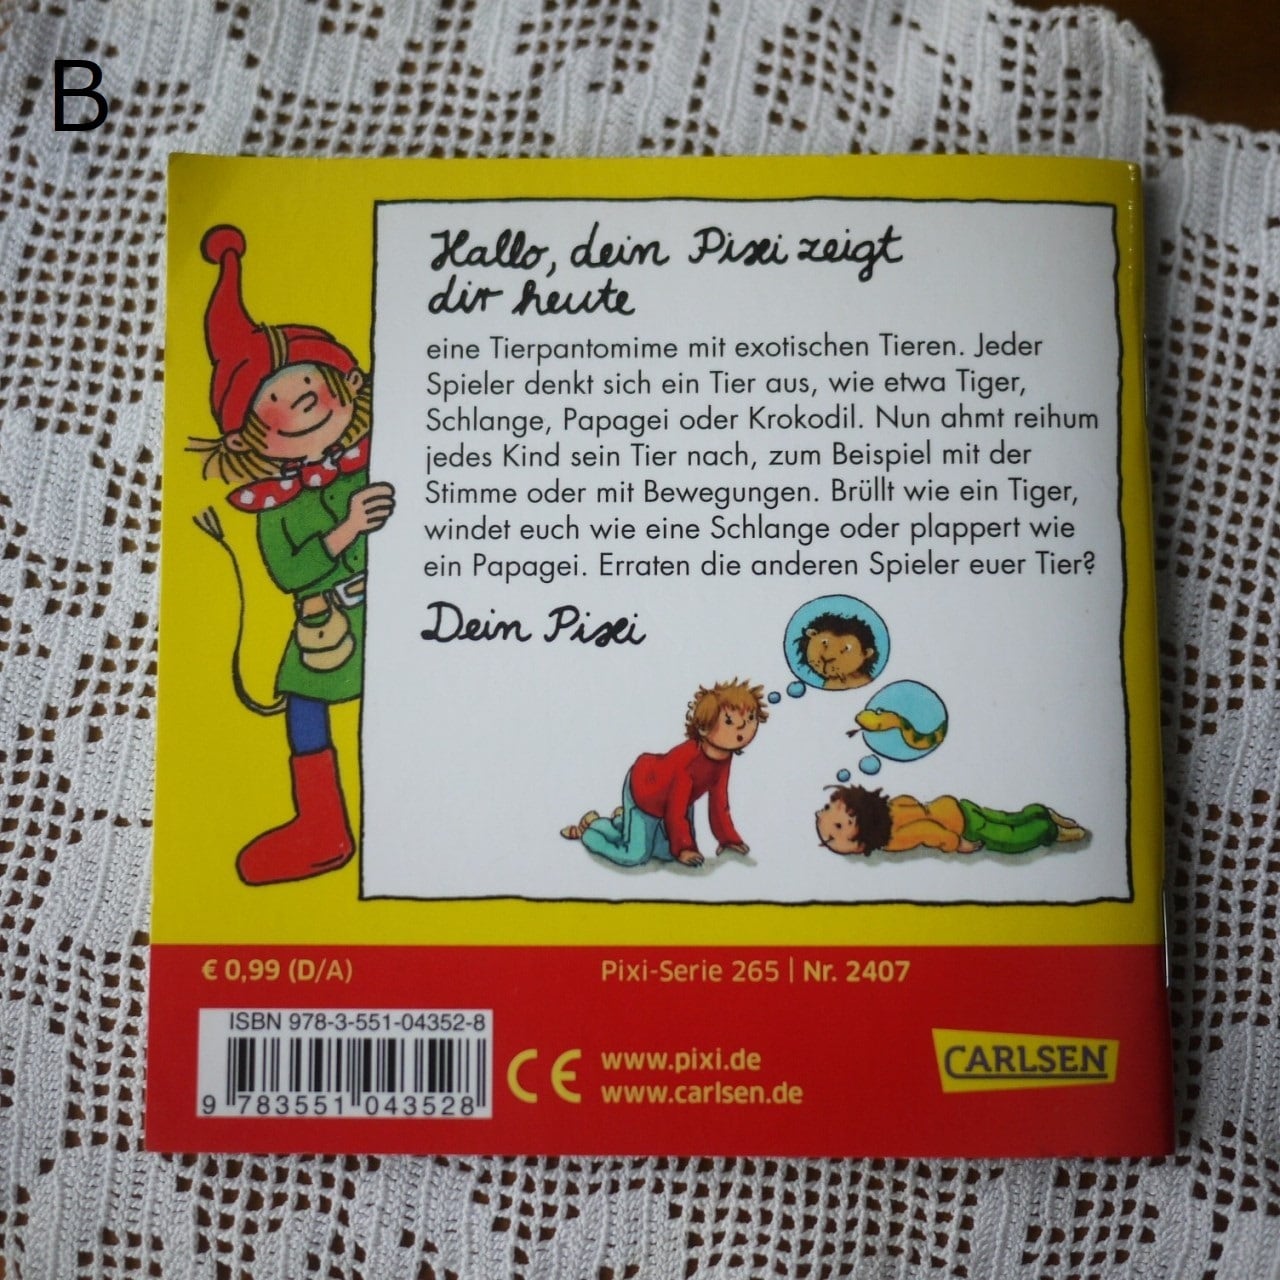 B
Hallo, dein Pixi zeigt
dir heute
eine Tierpantomime mit exotischen Tieren. Jeder
Spieler denkt sich ein Tier aus, wie etwa Tiger,
Schlange, Papagei oder Krokodil. Nun ahmt reihum
jedes Kind sein Tier nach, zum Beispiel mit der
Stimme oder mit Bewegungen. Brüllt wie ein Tiger,
windet euch wie eine Schlange oder plappert wie
ein Papagei. Erraten die anderen Spieler euer Tier?
Dein Pixi
€ 0,99 (D/A)
Pixi-Serie 265 | Nr. 2407
ISBN 978-3-551-04352-8
9 783551 043528
CE
www.pixi.de
www.carlsen.de
CARLSEN